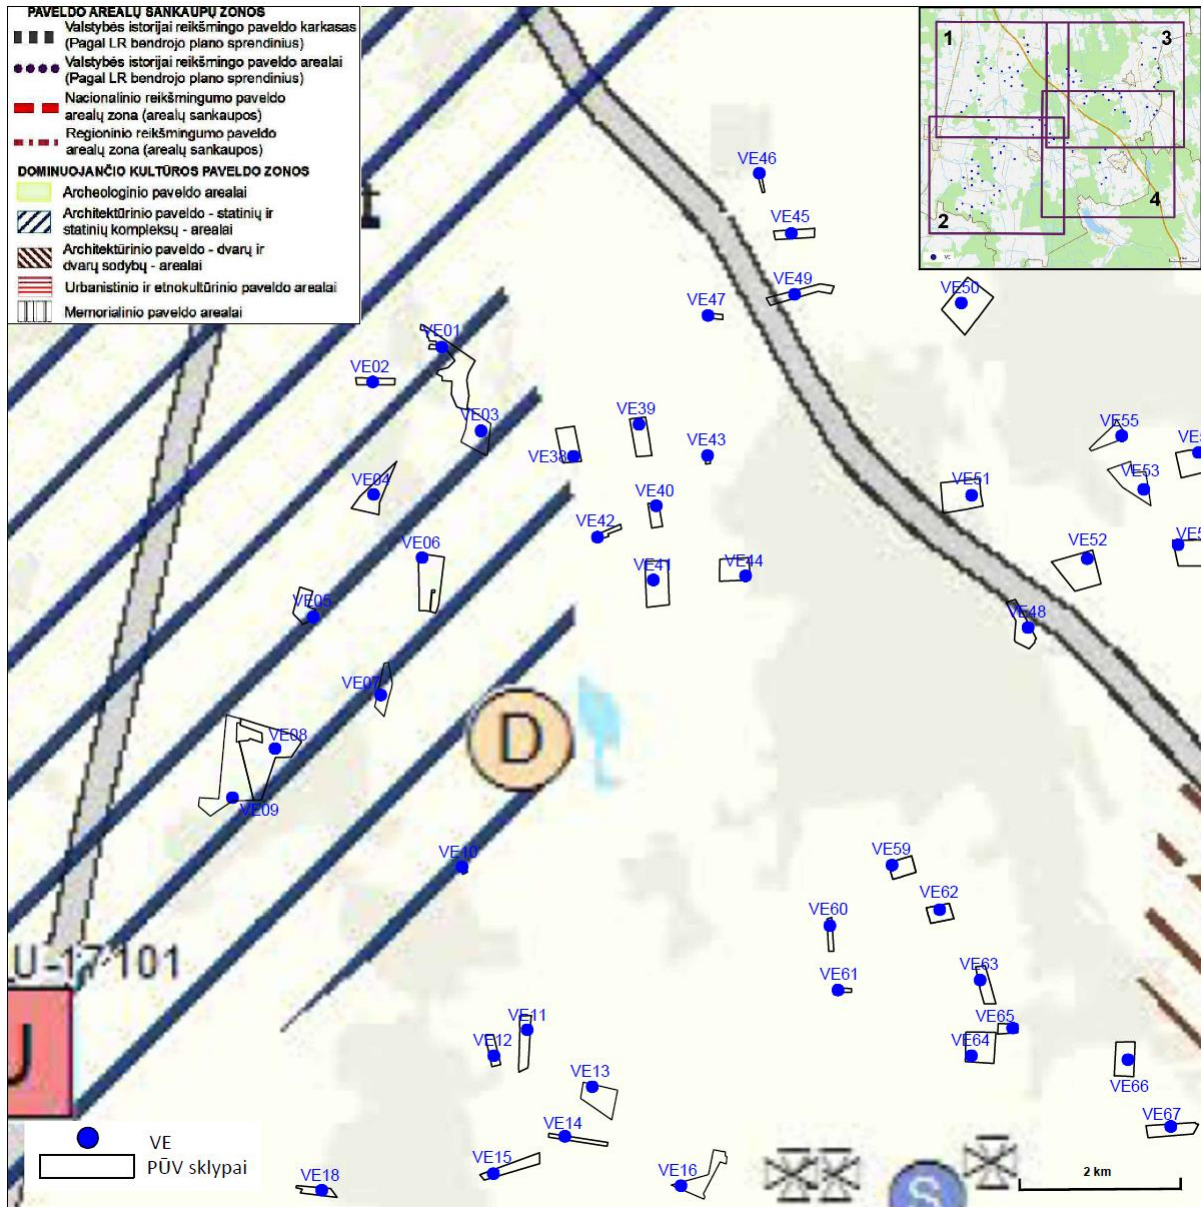 PAVELDO AREALŲ SANKAUPŲ ZONOS
Valstybės istorijai reikšmingo paveldo karkasas
(Pagal LR bendrojo plano sprendinius)
Valstybės istorijai reikšmingo paveldo arealai
(Pagal LR bendrojo plano sprendinius)
Nacionalinio reikšmingumo paveldo
arealų zona (arealų sankaupos)
Regioninio reikšmingumo paveldo
arealų zona (arealų sankaupos)
DOMINUOJANČIO KULTŪROS PAVELDO ZONOS
Archeologinio paveldo arealai
Architektūrinio paveldo - statinių ir
statinių kompleksų - arealai
Architektūrinio paveldo - dvarų ir
dvarų sodybų - arealai
Urbanistinio ir etnokultūrinio paveldo arealai
Memorialinio paveldo arealai
1
3
2
4
VE
VE46
VE45
VE49
VE47
VE50
VE01
VE02
VE03
VE39
VE38
VE43
VE55
VE04
VE40
VE51
VE53
VE42
VE06
VE41
VE44
VE52
VE05
VE48
VE07
D
VE08
VE09
VE10
VE59
VE62
VE60
VE63
VE61
U-17101
VE65
VE64
VE11
VE12
VE66
VE13
VE67
VE14
VE15
VE16
VE18
S
VE
PŪV sklypai
2 km